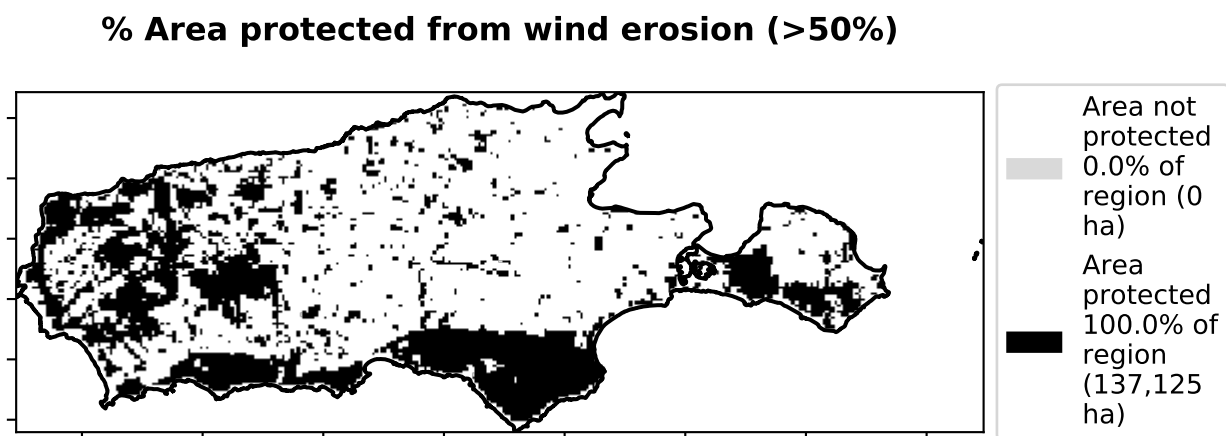 % Area protected from wind erosion (>50%)
Area not
protected
0.0% of
region (0
ha)
Area
protected
100.0% of
region
(137,125
ha)